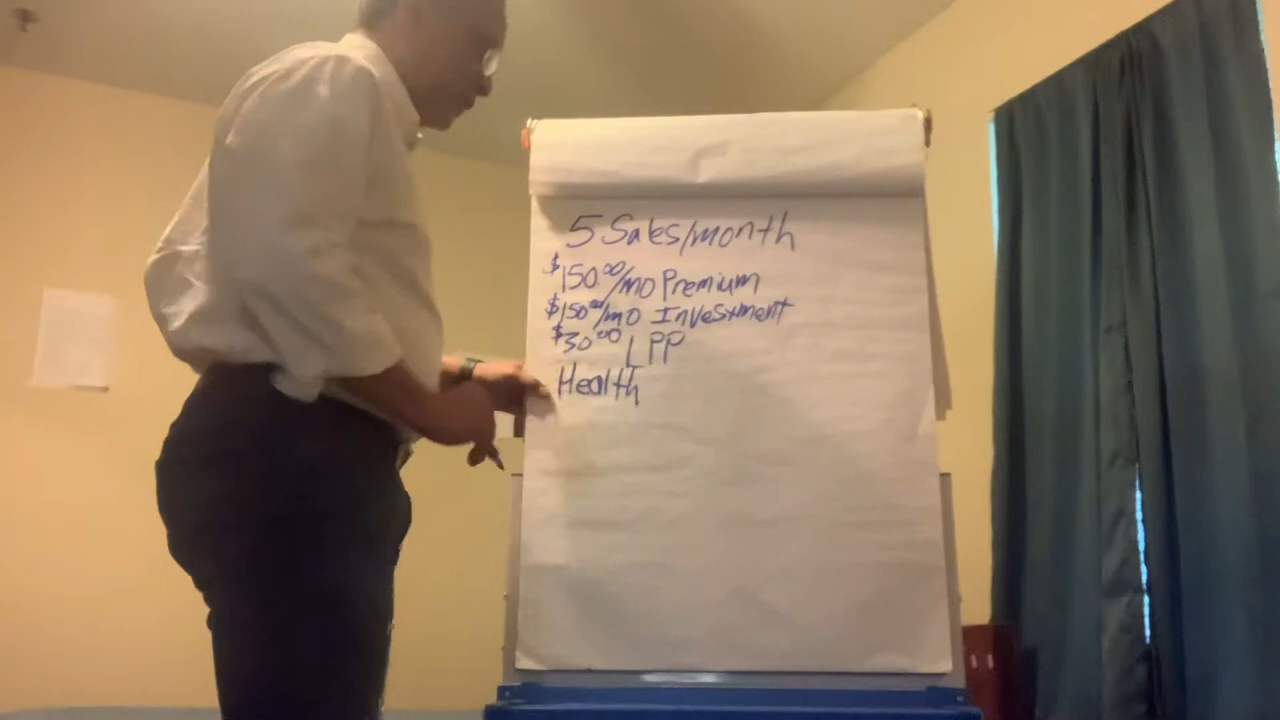 5 Sales/month
$150.00/mo Premium
$150.00/mo Investment
$30.00 LPP
Health